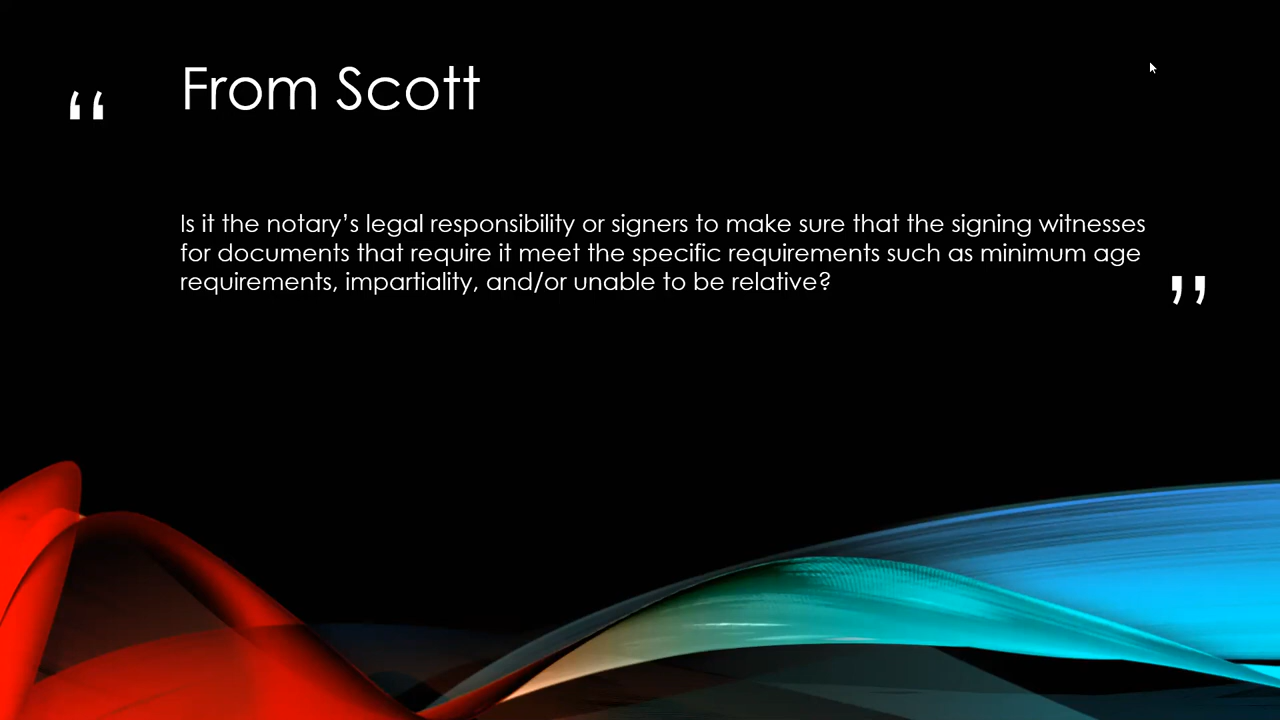 “ From Scott
Is it the notary’s legal responsibility or signers to make sure that the signing witnesses
for documents that require it meet the specific requirements such as minimum age
requirements, impartiality, and/or unable to be relative?
”